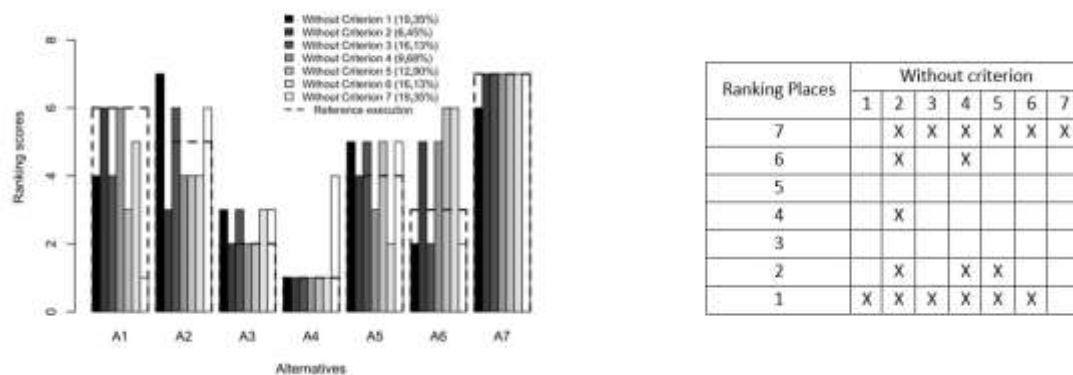 Without Criterion 1 (19,35%)
Without Criterion 2 (6,45%)
Without Criterion 3 (16,13%)
Without Criterion 4 (9,68%)
Without Criterion 5 (12,90%)
Without Criterion 6 (16,13%)
Without Criterion 7 (19,35%)
Reference execution
8
6
4
2
0
Ranking scores
A1 A2 A3 A4 A5 A6 A7
Alternatives
Ranking Places Without criterion
1 2 3 4 5 6 7
7 X X X X X X
6 X X
5
4 X
3
2 X X X
1 X X X X X X